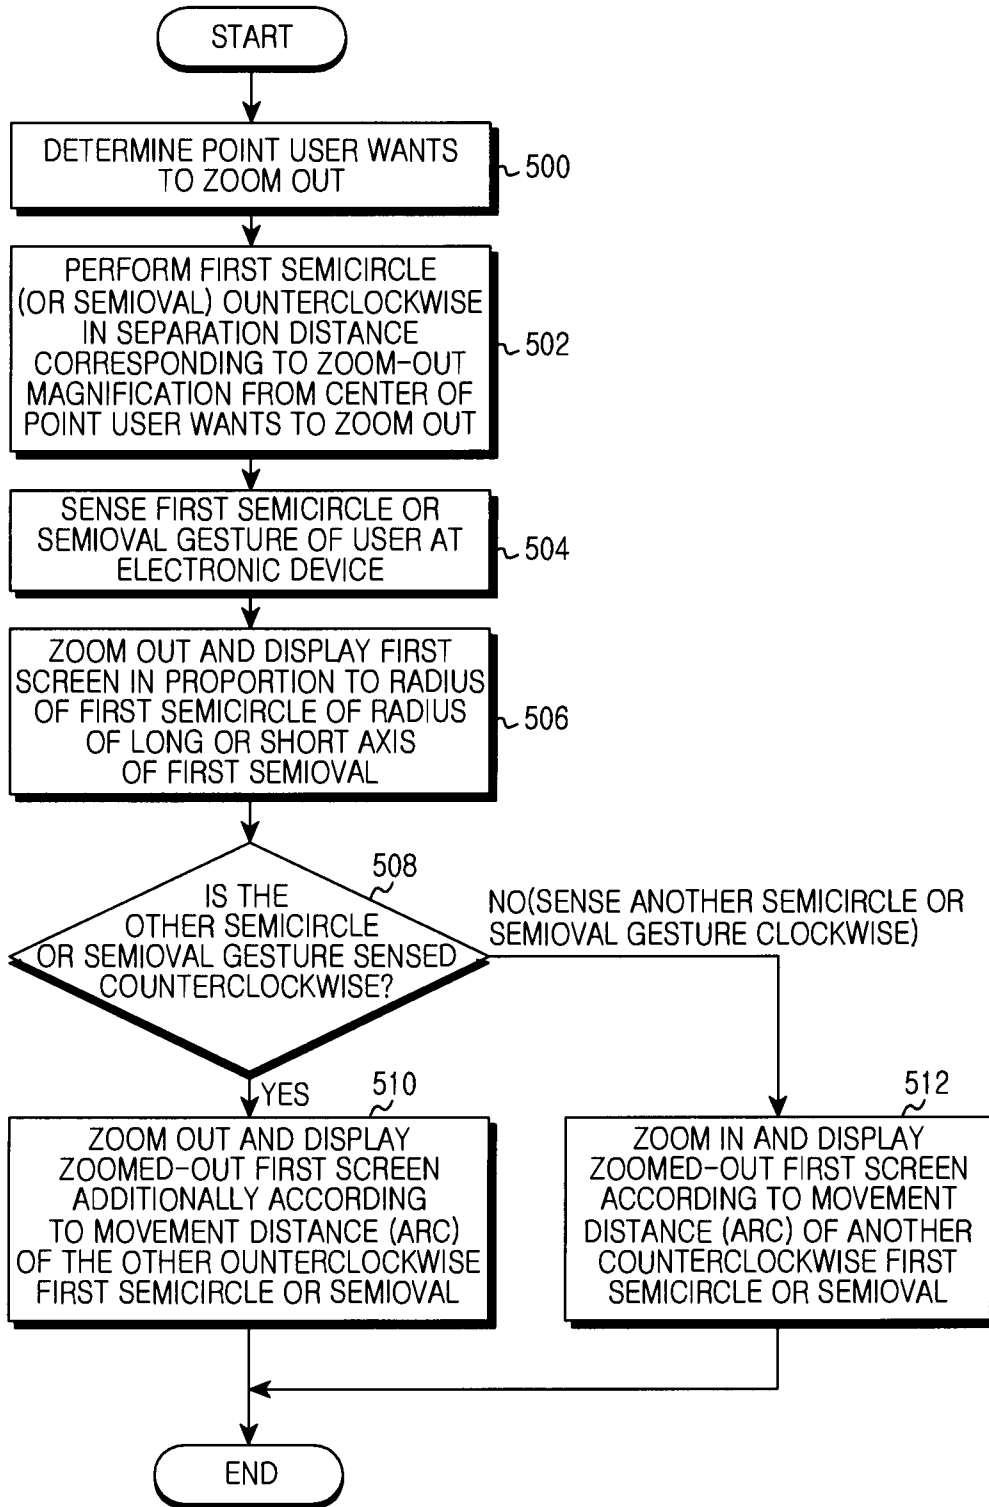 START
DETERMINE POINT USER WANTS
TO ZOOM OUT
500
PERFORM FIRST SEMICIRCLE
(OR SEMIOVAL) OUNTERCLOCKWISE
IN SEPARATION DISTANCE
CORRESPONDING TO ZOOM-OUT
MAGNIFICATION FROM CENTER OF
POINT USER WANTS TO ZOOM OUT
502
SENSE FIRST SEMICIRCLE OR
SEMIOVAL GESTURE OF USER AT
ELECTRONIC DEVICE
504
ZOOM OUT AND DISPLAY FIRST
SCREEN IN PROPORTION TO RADIUS
OF FIRST SEMICIRCLE OF RADIUS
OF LONG OR SHORT AXIS
OF FIRST SEMIOVAL
506
508
IS THE
OTHER SEMICIRCLE
OR SEMIOVAL GESTURE SENSED
COUNTERCLOCKWISE?
NO(SENSE ANOTHER SEMICIRCLE OR
SEMIOVAL GESTURE CLOCKWISE)
YES
510
ZOOM OUT AND DISPLAY
ZOOMED-OUT FIRST SCREEN
ADDITIONALLY ACCORDING
TO MOVEMENT DISTANCE (ARC)
OF THE OTHER OUNTERCLOCKWISE
FIRST SEMICIRCLE OR SEMIOVAL
512
ZOOM IN AND DISPLAY
ZOOMED-OUT FIRST SCREEN
ACCORDING TO MOVEMENT
DISTANCE (ARC) OF ANOTHER
COUNTERCLOCKWISE FIRST
SEMICIRCLE OR SEMIOVAL
END